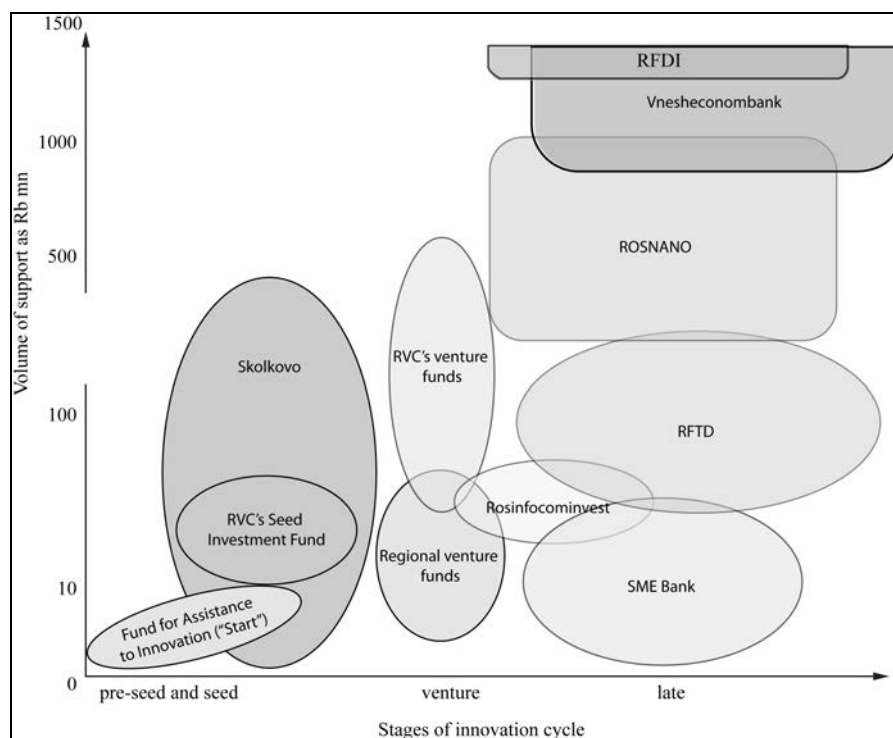 1500
RFDI
Vnesheconombank
1000
ROSNANO
500
Volume of support as Rb mn
Skolkovo
RVC's venture
funds
100
RFTD
RVC's Seed
Investment Fund
Rosinfocominvest
Regional venture
funds
SME Bank
10
Fund for Assistance
to Innovation ("Start")
0
pre-seed and seed
venture
late
Stages of innovation cycle